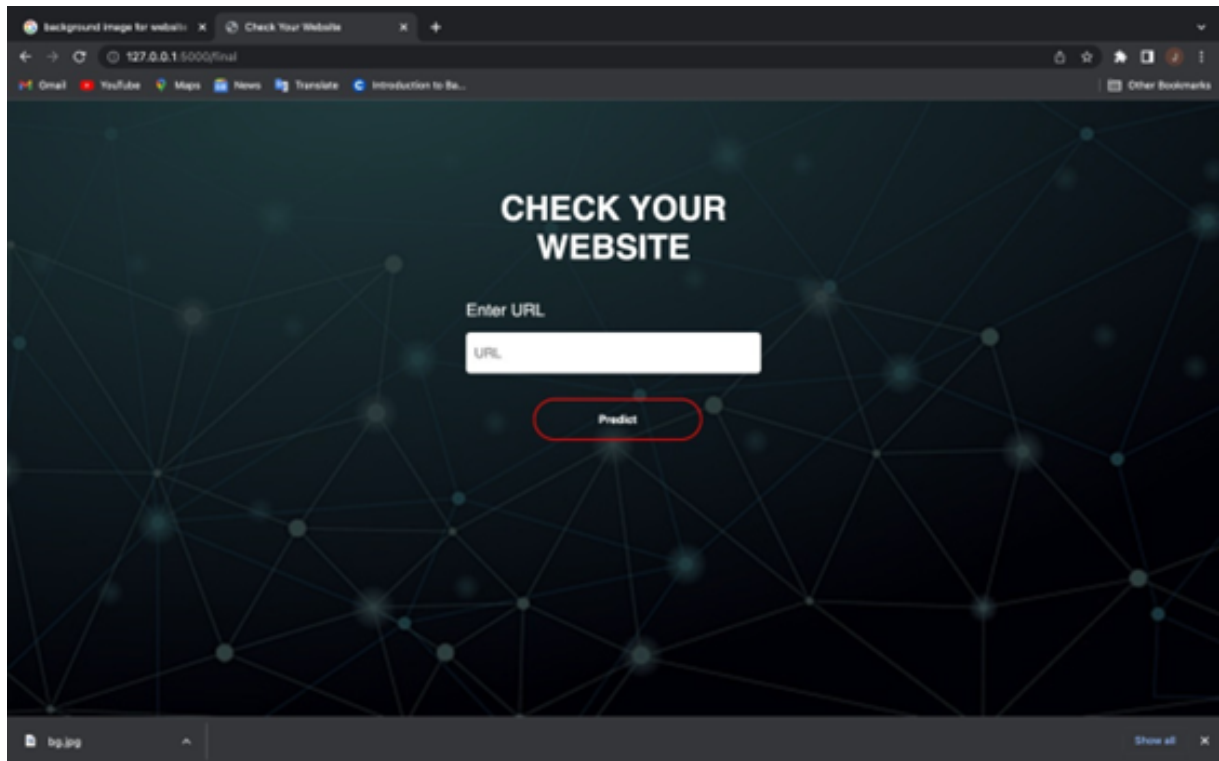 background image for website
Check Your Website
127.0.0.1:5000/final
Gmail
YouTube
Maps
News
Translate
Introduction to Ba...
Other Bookmarks
CHECK YOUR
WEBSITE
Enter URL
URL
Predict
bg.jpg
Show all